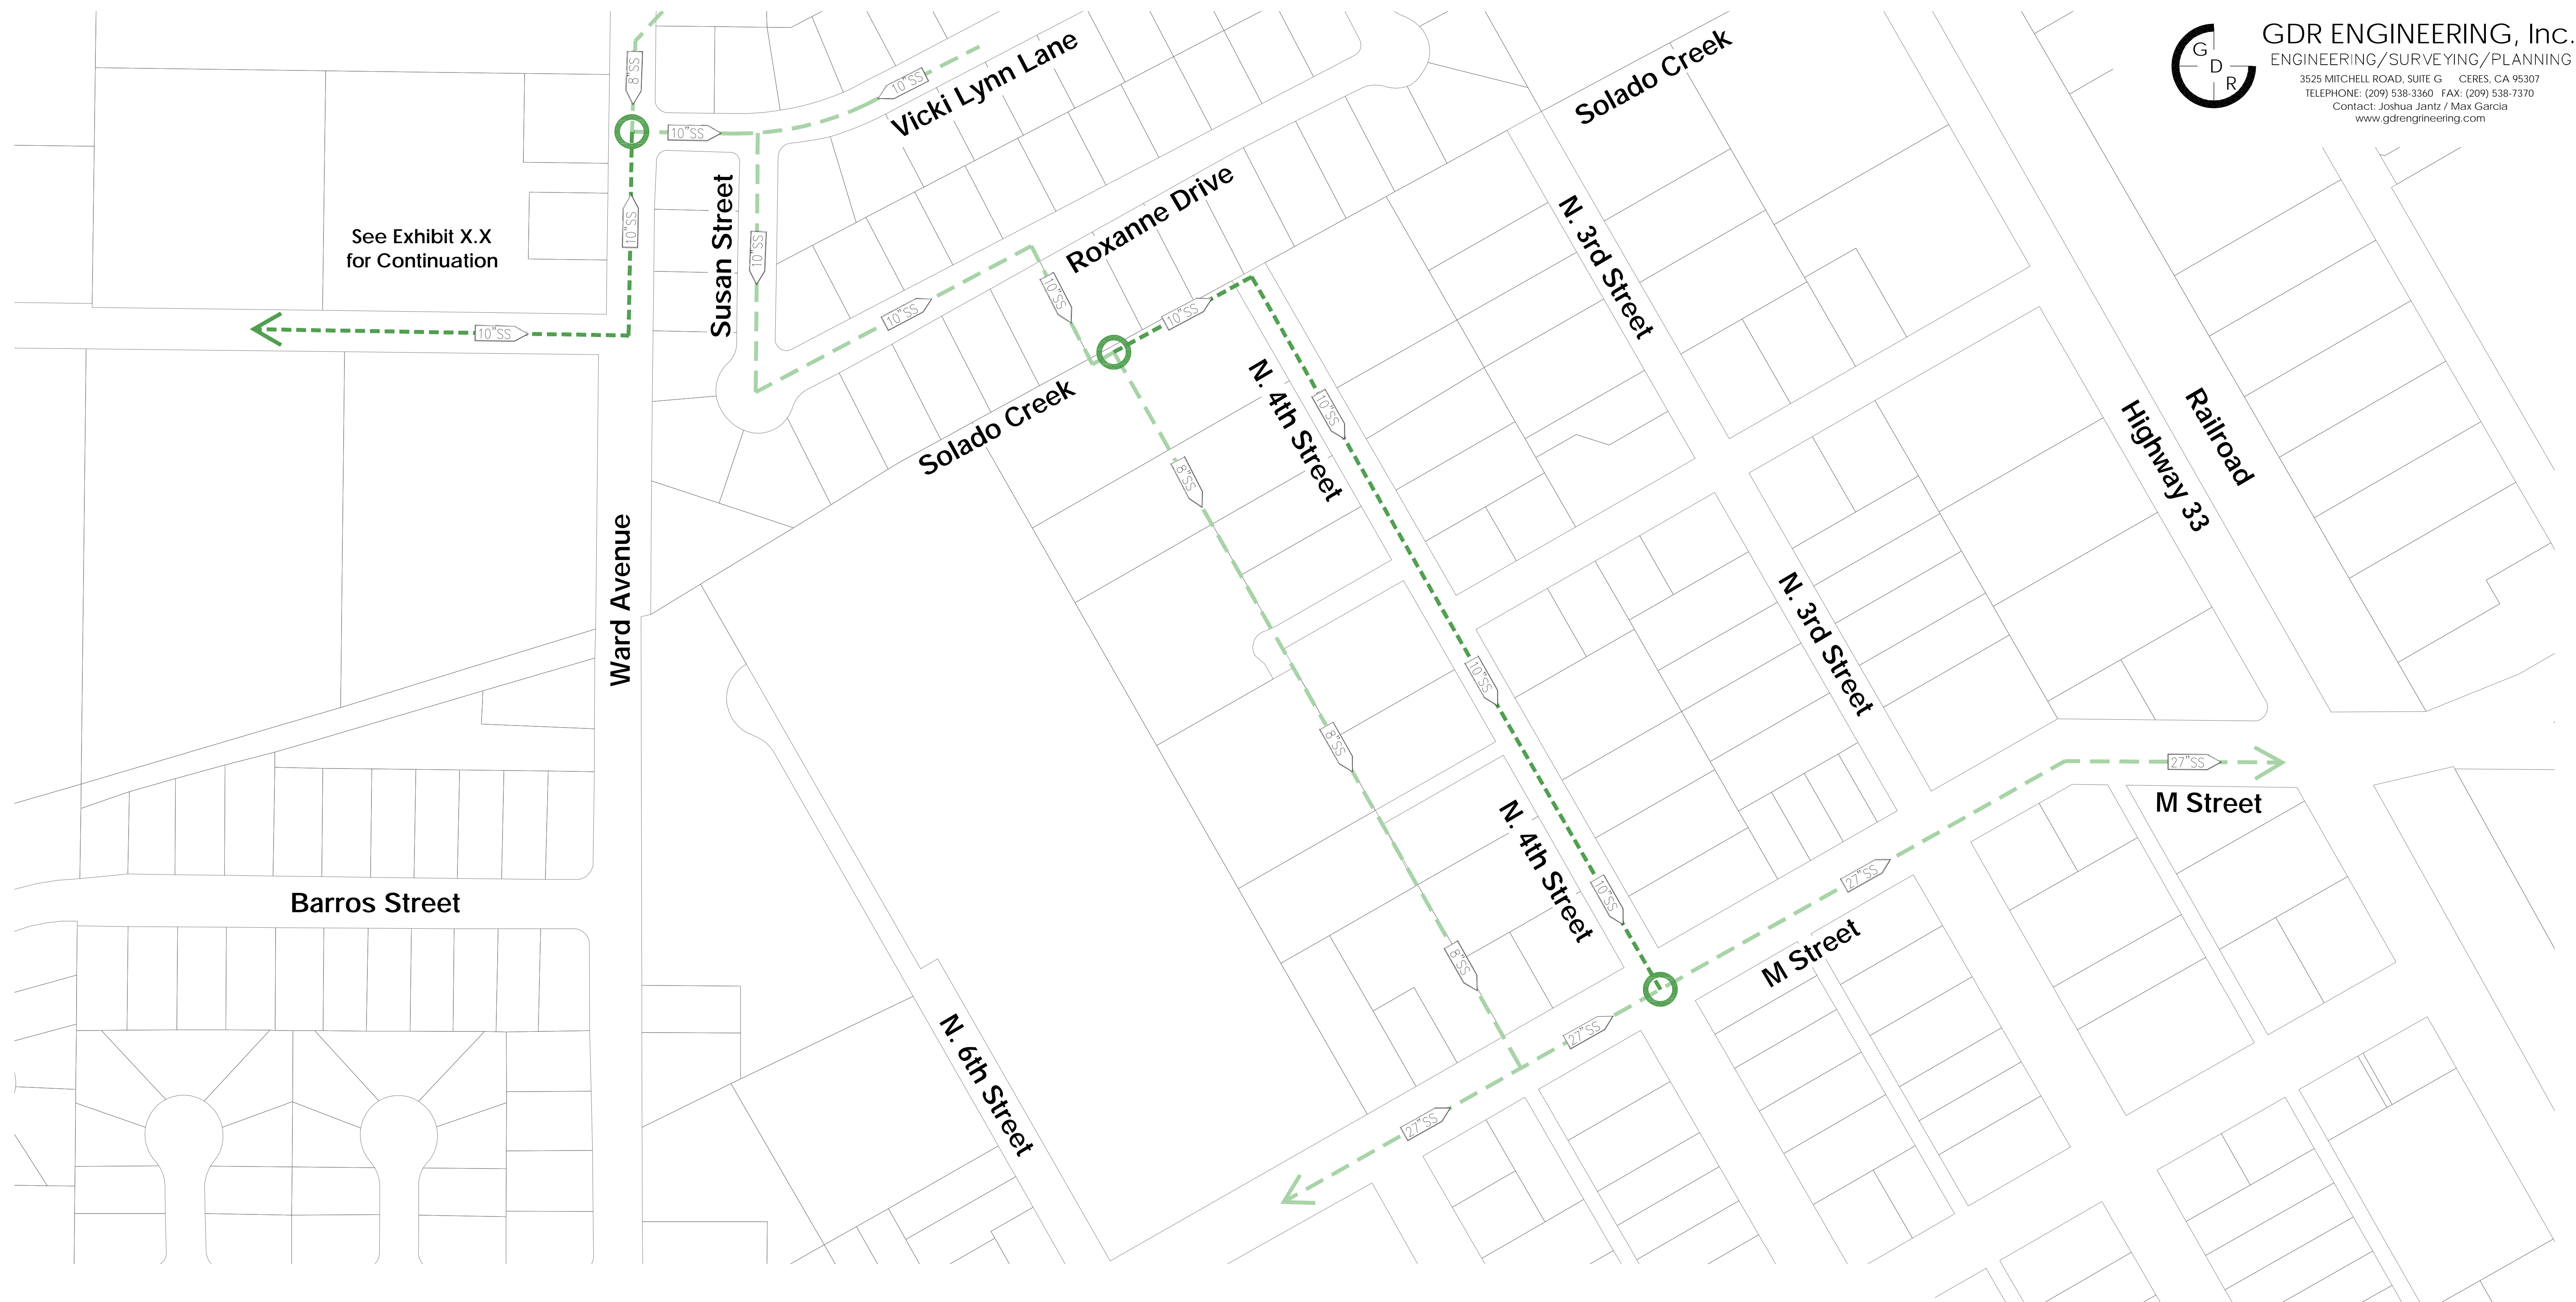 G
D
R
GDR ENGINEERING, Inc.
ENGINEERING/SURVEYING/PLANNING
3525 MITCHELL ROAD, SUITE G CERES, CA 95307
TELEPHONE: (209) 538-3360 FAX: (209) 538-7370
Contact: Joshua Jantz / Max Garcia
www.gdrengrineering.com
8"SS
10"SS
Vicki Lynn Lane
Solado Creek
10"SS
10"SS
See Exhibit X.X
for Continuation
Susan Street
10"SS
Roxanne Drive
N. 3rd Street
10"SS
10"SS
10"SS
10"SS
N. 4th Street
10"SS
Solado Creek
Highway 33
Railroad
8"SS
Ward Avenue
N. 3rd Street
10"SS
8"SS
27"SS
M Street
N. 4th Street
27"SS
10"SS
Barros Street
M Street
8"SS
27"SS
N. 6th Street
27"SS